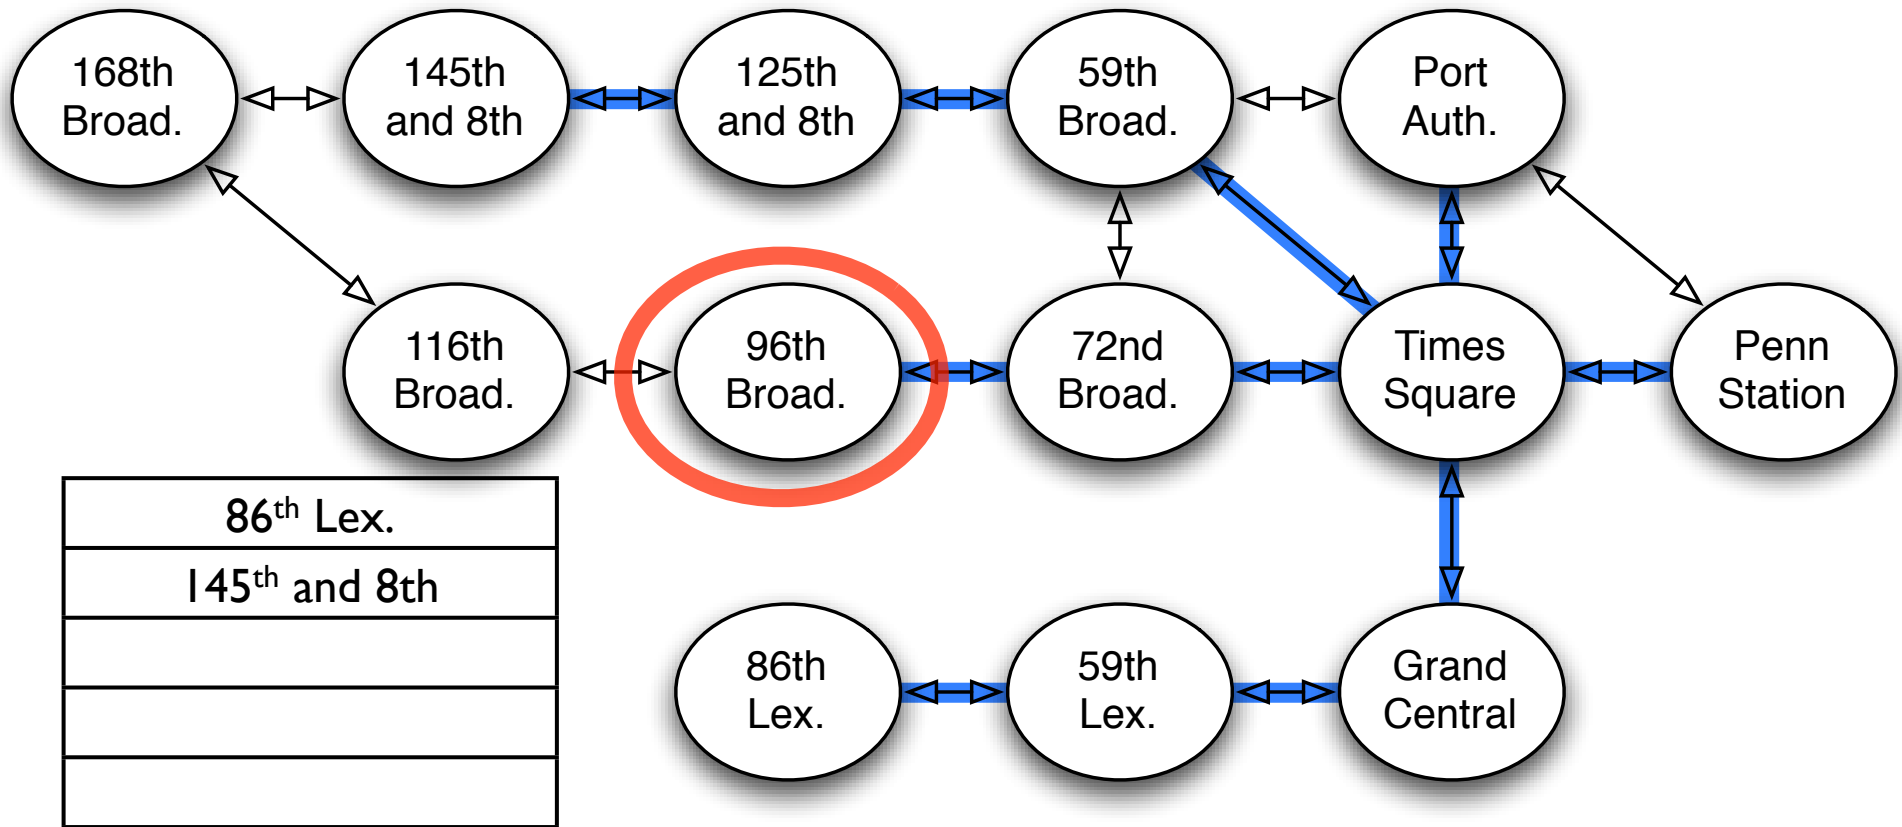 168th
Broad.
145th
and 8th
125th
and 8th
59th
Broad.
Port
Auth.
116th
Broad.
96th
Broad.
72nd
Broad.
Times
Square
Penn
Station
86th Lex.
145th and 8th
86th
Lex.
59th
Lex.
Grand
Central